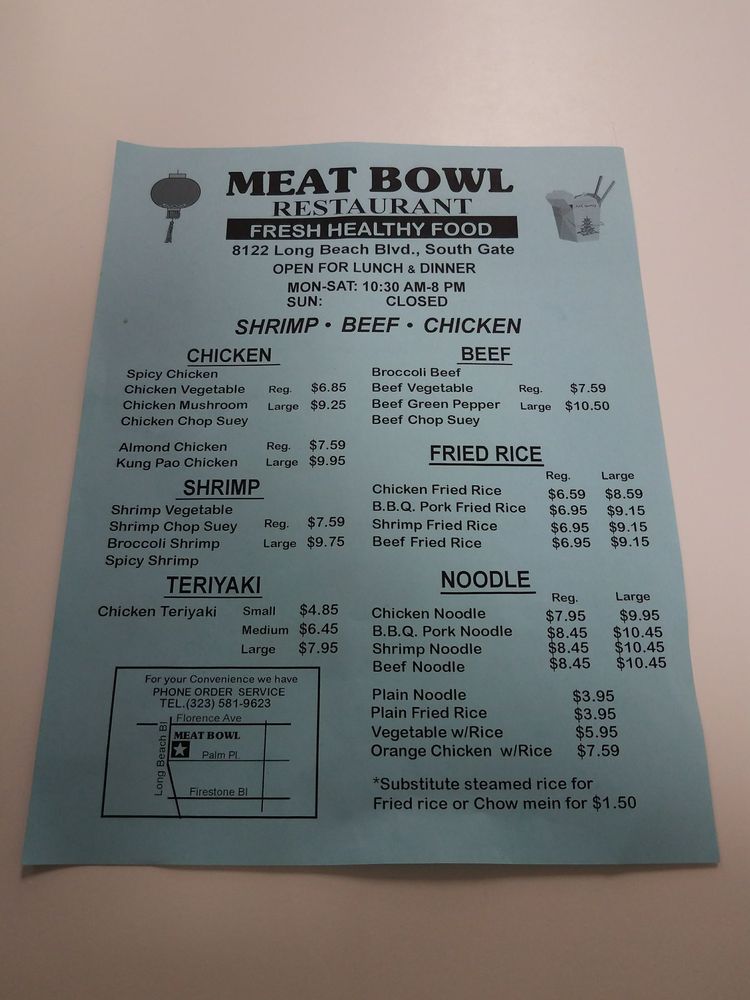 MEAT BOWL
RESTAURANT
FRESH HEALTHY FOOD
8122 Long Beach Blvd., South Gate
OPEN FOR LUNCH & DINNER
MON-SAT: 10:30 AM-8 PM
SUN: CLOSED
SHRIMP • BEEF • CHICKEN
CHICKEN
Spicy Chicken
Chicken Vegetable Reg. $6.85
Chicken Mushroom Large $9.25
Chicken Chop Suey
Almond Chicken Reg. $7.59
Kung Pao Chicken Large $9.95
SHRIMP
Shrimp Vegetable
Shrimp Chop Suey Reg. $7.59
Broccoli Shrimp Large $9.75
Spicy Shrimp
TERIYAKI
Chicken Teriyaki Small $4.85
Medium $6.45
Large $7.95
For your Convenience we have
PHONE ORDER SERVICE
TEL.(323) 581-9623
Florence Ave
Long Beach Bl
MEAT BOWL
Palm Pl.
Firestone Bl
BEEF
Broccoli Beef
Beef Vegetable Reg. $7.59
Beef Green Pepper Large $10.50
Beef Chop Suey
FRIED RICE
Reg. Large
Chicken Fried Rice $6.59 $8.59
B.B.Q. Pork Fried Rice $6.95 $9.15
Shrimp Fried Rice $6.95 $9.15
Beef Fried Rice $6.95 $9.15
NOODLE
Reg. Large
Chicken Noodle $7.95 $9.95
B.B.Q. Pork Noodle $8.45 $10.45
Shrimp Noodle $8.45 $10.45
Beef Noodle $8.45 $10.45
Plain Noodle $3.95
Plain Fried Rice $3.95
Vegetable w/Rice $5.95
Orange Chicken w/Rice $7.59
*Substitute steamed rice for
Fried rice or Chow mein for $1.50